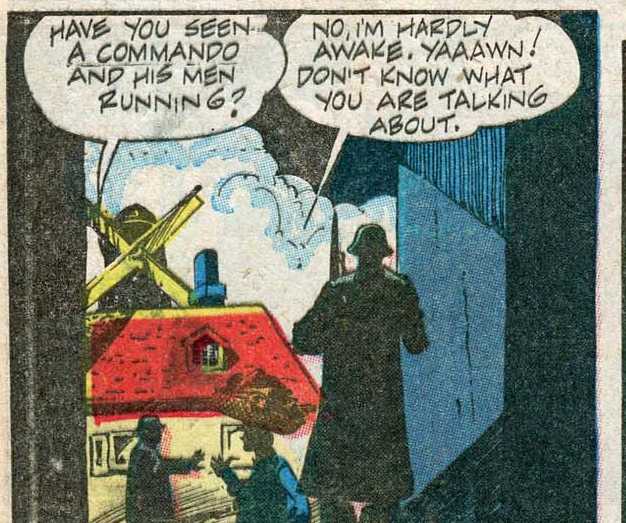 HAVE YOU SEEN
A COMMANDO
AND HIS MEN
RUNNING?
NO, I'M HARDLY
AWAKE. YAAAWN!
DON'T KNOW WHAT
YOU ARE TALKING
ABOUT.